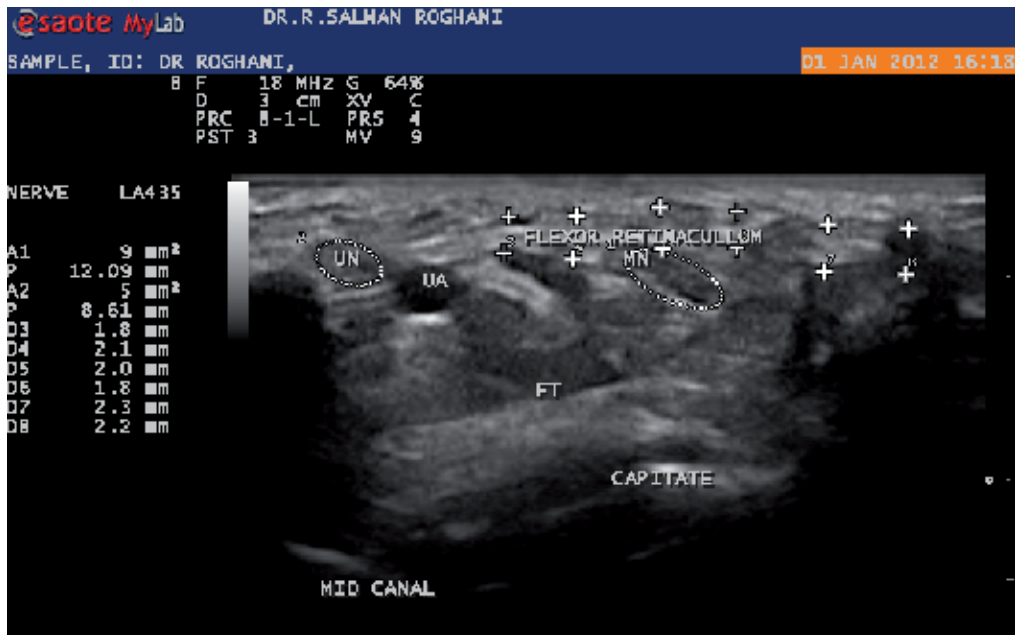 esaote MyLab
DR.R.SALMAN ROGHANI
SAMPLE, ID: DR ROGHANI,
01 JAN 2012 16:18
B F 18 MHz G 64%
D 3 cm XV C
PRC -1-L PRS 4
PST 3 MV 9
NERVE LA435
A1 9 mm²
P 12.09 mm
A2 5 mm²
P 8.61 mm
D3 1.8 mm
D4 2.1 mm
D5 2.0 mm
D6 1.8 mm
D7 2.3 mm
D8 2.2 mm
FLEXOR RETINACULLUM
UN
MN
UA
FT
CAPITATE
MID CANAL